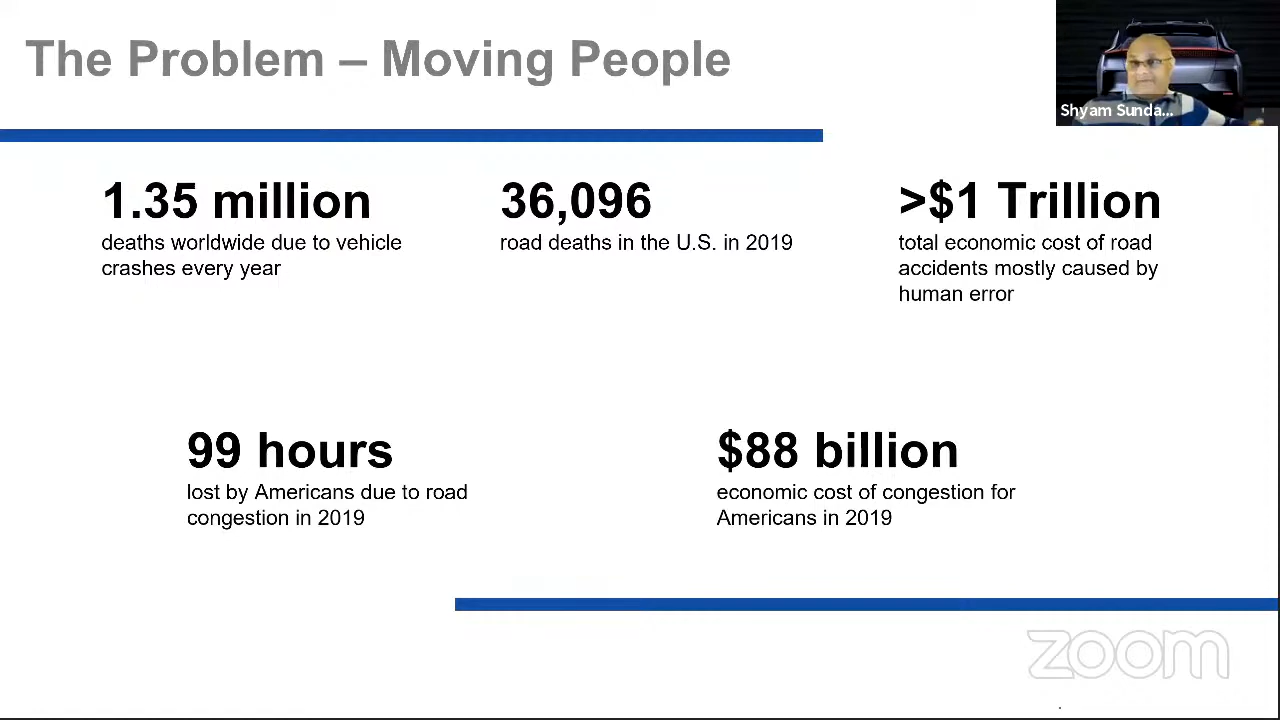 The Problem – Moving People
Shyam Sunda...
1.35 million
deaths worldwide due to vehicle
crashes every year
36,096
road deaths in the U.S. in 2019
>$1 Trillion
total economic cost of road
accidents mostly caused by
human error
99 hours
lost by Americans due to road
congestion in 2019
$88 billion
economic cost of congestion for
Americans in 2019
zoom